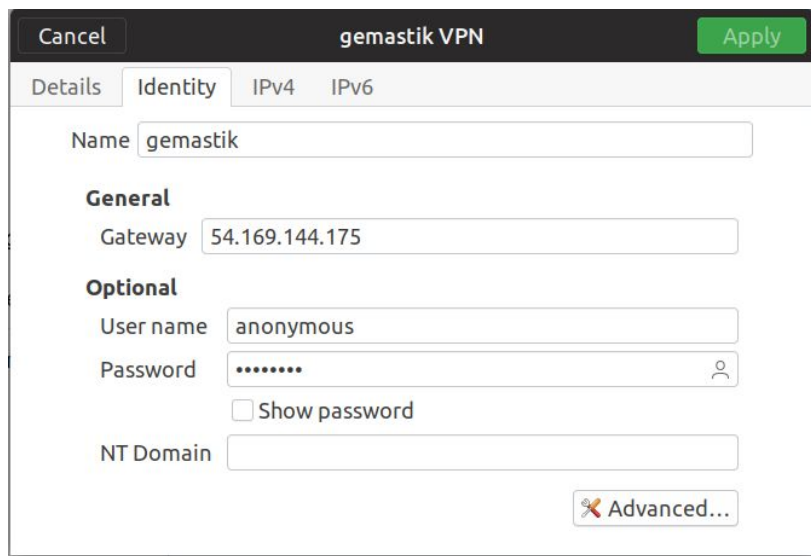 Cancel gemastik VPN Apply
Details Identity IPv4 IPv6
Name gemastik
General
Gateway 54.169.144.175
Optional
User name anonymous
Password ••••••••
Show password
NT Domain
Advanced...